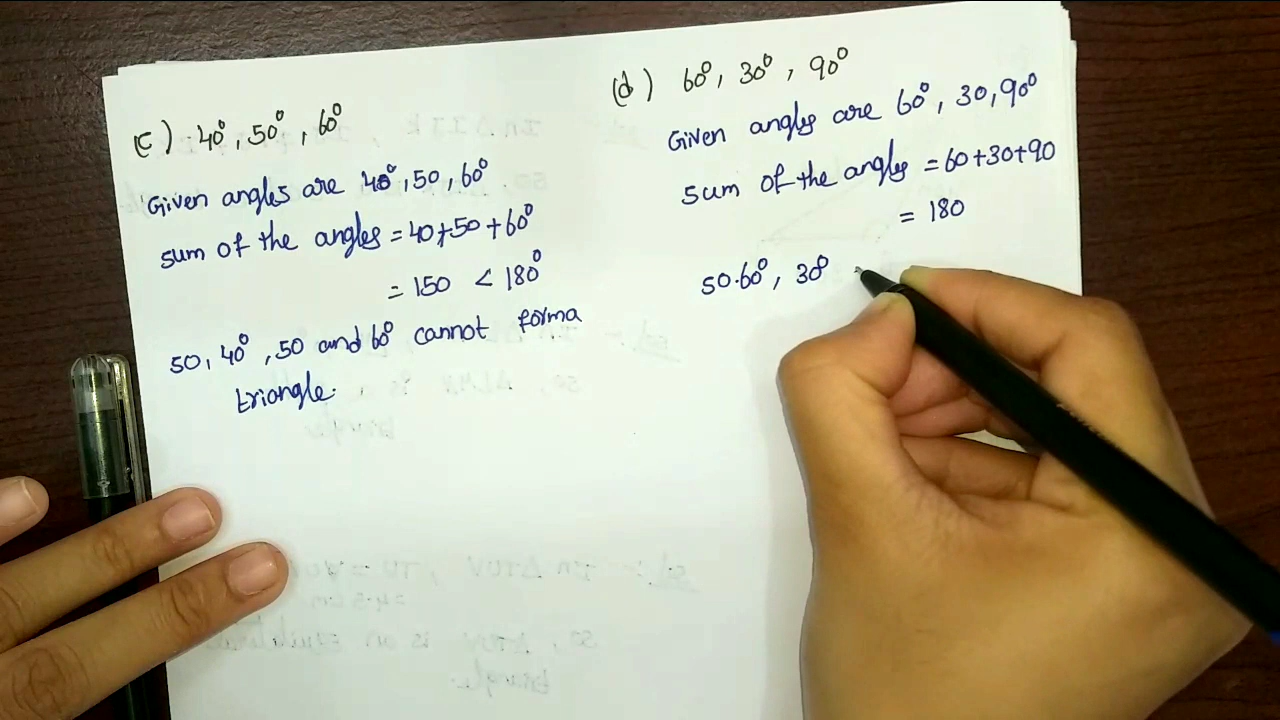 (c) 40°, 50°, 60°
Given angles are 40°, 50, 60°
sum of the angles = 40+50+60°
= 150 < 180°
so, 40°, 50 and 60° cannot form a
triangle.
(d) 60°, 30°, 90°
Given angles are 60°, 30, 90°
sum of the angles = 60+30+90
= 180
so. 60°, 30°